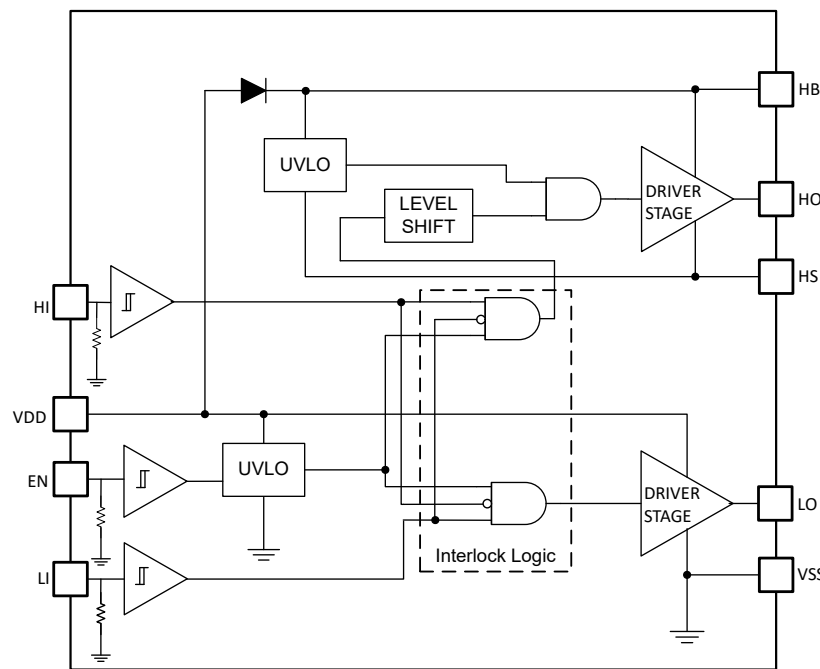 HB
UVLO
DRIVER
STAGE
HO
LEVEL
SHIFT
HS
HI
VDD
UVLO
EN
DRIVER
STAGE
LO
Interlock Logic
LI
VSS